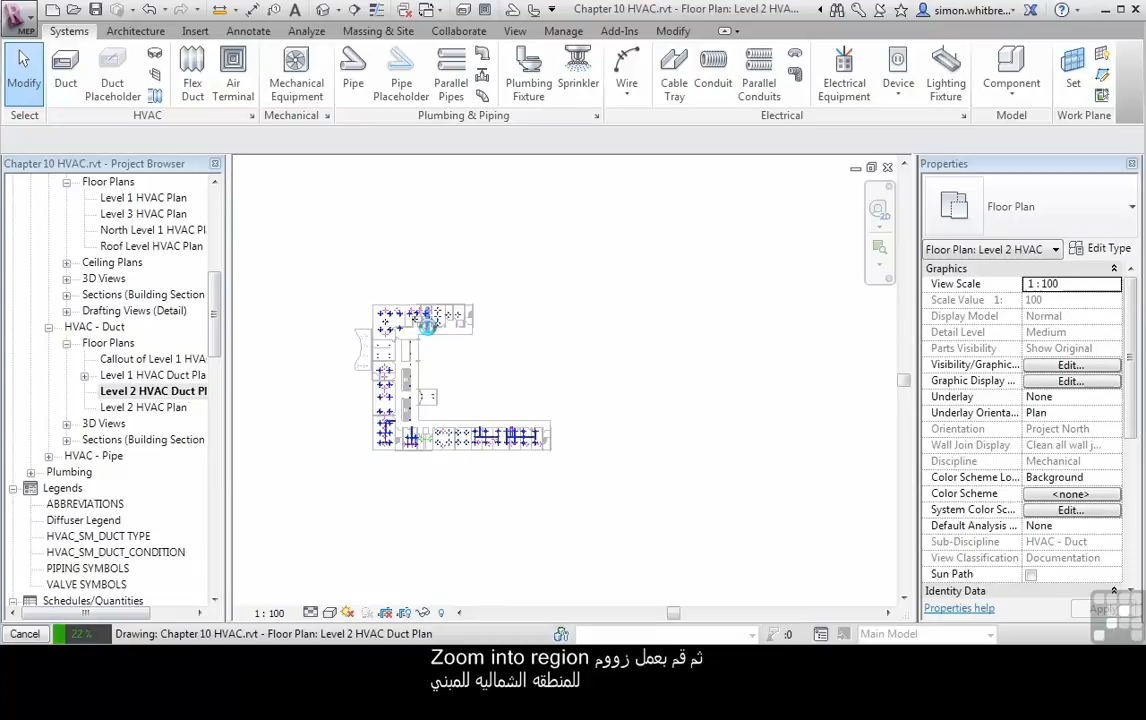 Chapter 10 HVAC.rvt - Floor Plan: Level 2 HVA...
simon.whitbre...
Systems Architecture Insert Annotate Analyze Massing & Site Collaborate View Manage Add-Ins Modify
Modify
Duct
Duct Placeholder
Flex Duct
Air Terminal
Mechanical Equipment
Pipe
Pipe Placeholder
Parallel Pipes
Plumbing Fixture
Sprinkler
Wire
Cable Tray
Conduit
Parallel Conduits
Electrical Equipment
Device
Lighting Fixture
Component
Set
Select HVAC Mechanical Plumbing & Piping Electrical Model Work Plane
Chapter 10 HVAC.rvt - Project Browser
Floor Plans
Level 1 HVAC Plan
Level 3 HVAC Plan
North Level 1 HVAC Pl
Roof Level HVAC Plan
Ceiling Plans
3D Views
Sections (Building Section
Drafting Views (Detail)
HVAC - Duct
Floor Plans
Callout of Level 1 HVA
Level 1 HVAC Duct Pla
Level 2 HVAC Duct Pl
Level 2 HVAC Plan
3D Views
Sections (Building Section
HVAC - Pipe
Plumbing
Legends
ABBREVIATIONS
Diffuser Legend
HVAC_SM_DUCT TYPE
HVAC_SM_DUCT_CONDITION
PIPING SYMBOLS
VALVE SYMBOLS
Schedules/Quantities
Properties
Floor Plan
Floor Plan: Level 2 HVAC Edit Type
Graphics
View Scale 1 : 100
Scale Value 1: 100
Display Model Normal
Detail Level Medium
Parts Visibility Show Original
Visibility/Graphic... Edit...
Graphic Display ... Edit...
Underlay None
Underlay Orienta... Plan
Orientation Project North
Wall Join Display Clean all wall j...
Discipline Mechanical
Color Scheme Lo... Background
Color Scheme <none>
System Color Sc... Edit...
Default Analysis ... None
Sub-Discipline HVAC - Duct
View Classification Documentation
Sun Path
Identity Data
Properties help Apply
1 : 100
Cancel 22 % Drawing: Chapter 10 HVAC.rvt - Floor Plan: Level 2 HVAC Duct Plan :0 Main Model
ثم قم بعمل زووم Zoom into region
للمنطقه الشماليه للمبني